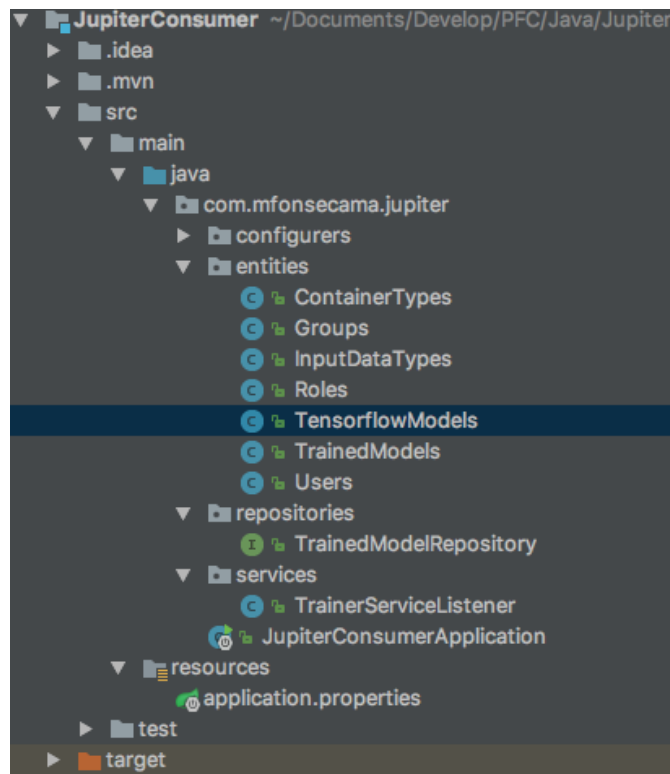 JupiterConsumer ~/Documents/Develop/PFC/Java/Jupiter
.idea
.mvn
src
main
java
com.mfonsecama.jupiter
configurers
entities
ContainerTypes
Groups
InputDataTypes
Roles
TensorflowModels
TrainedModels
Users
repositories
TrainedModelRepository
services
TrainerServiceListener
JupiterConsumerApplication
resources
application.properties
test
target